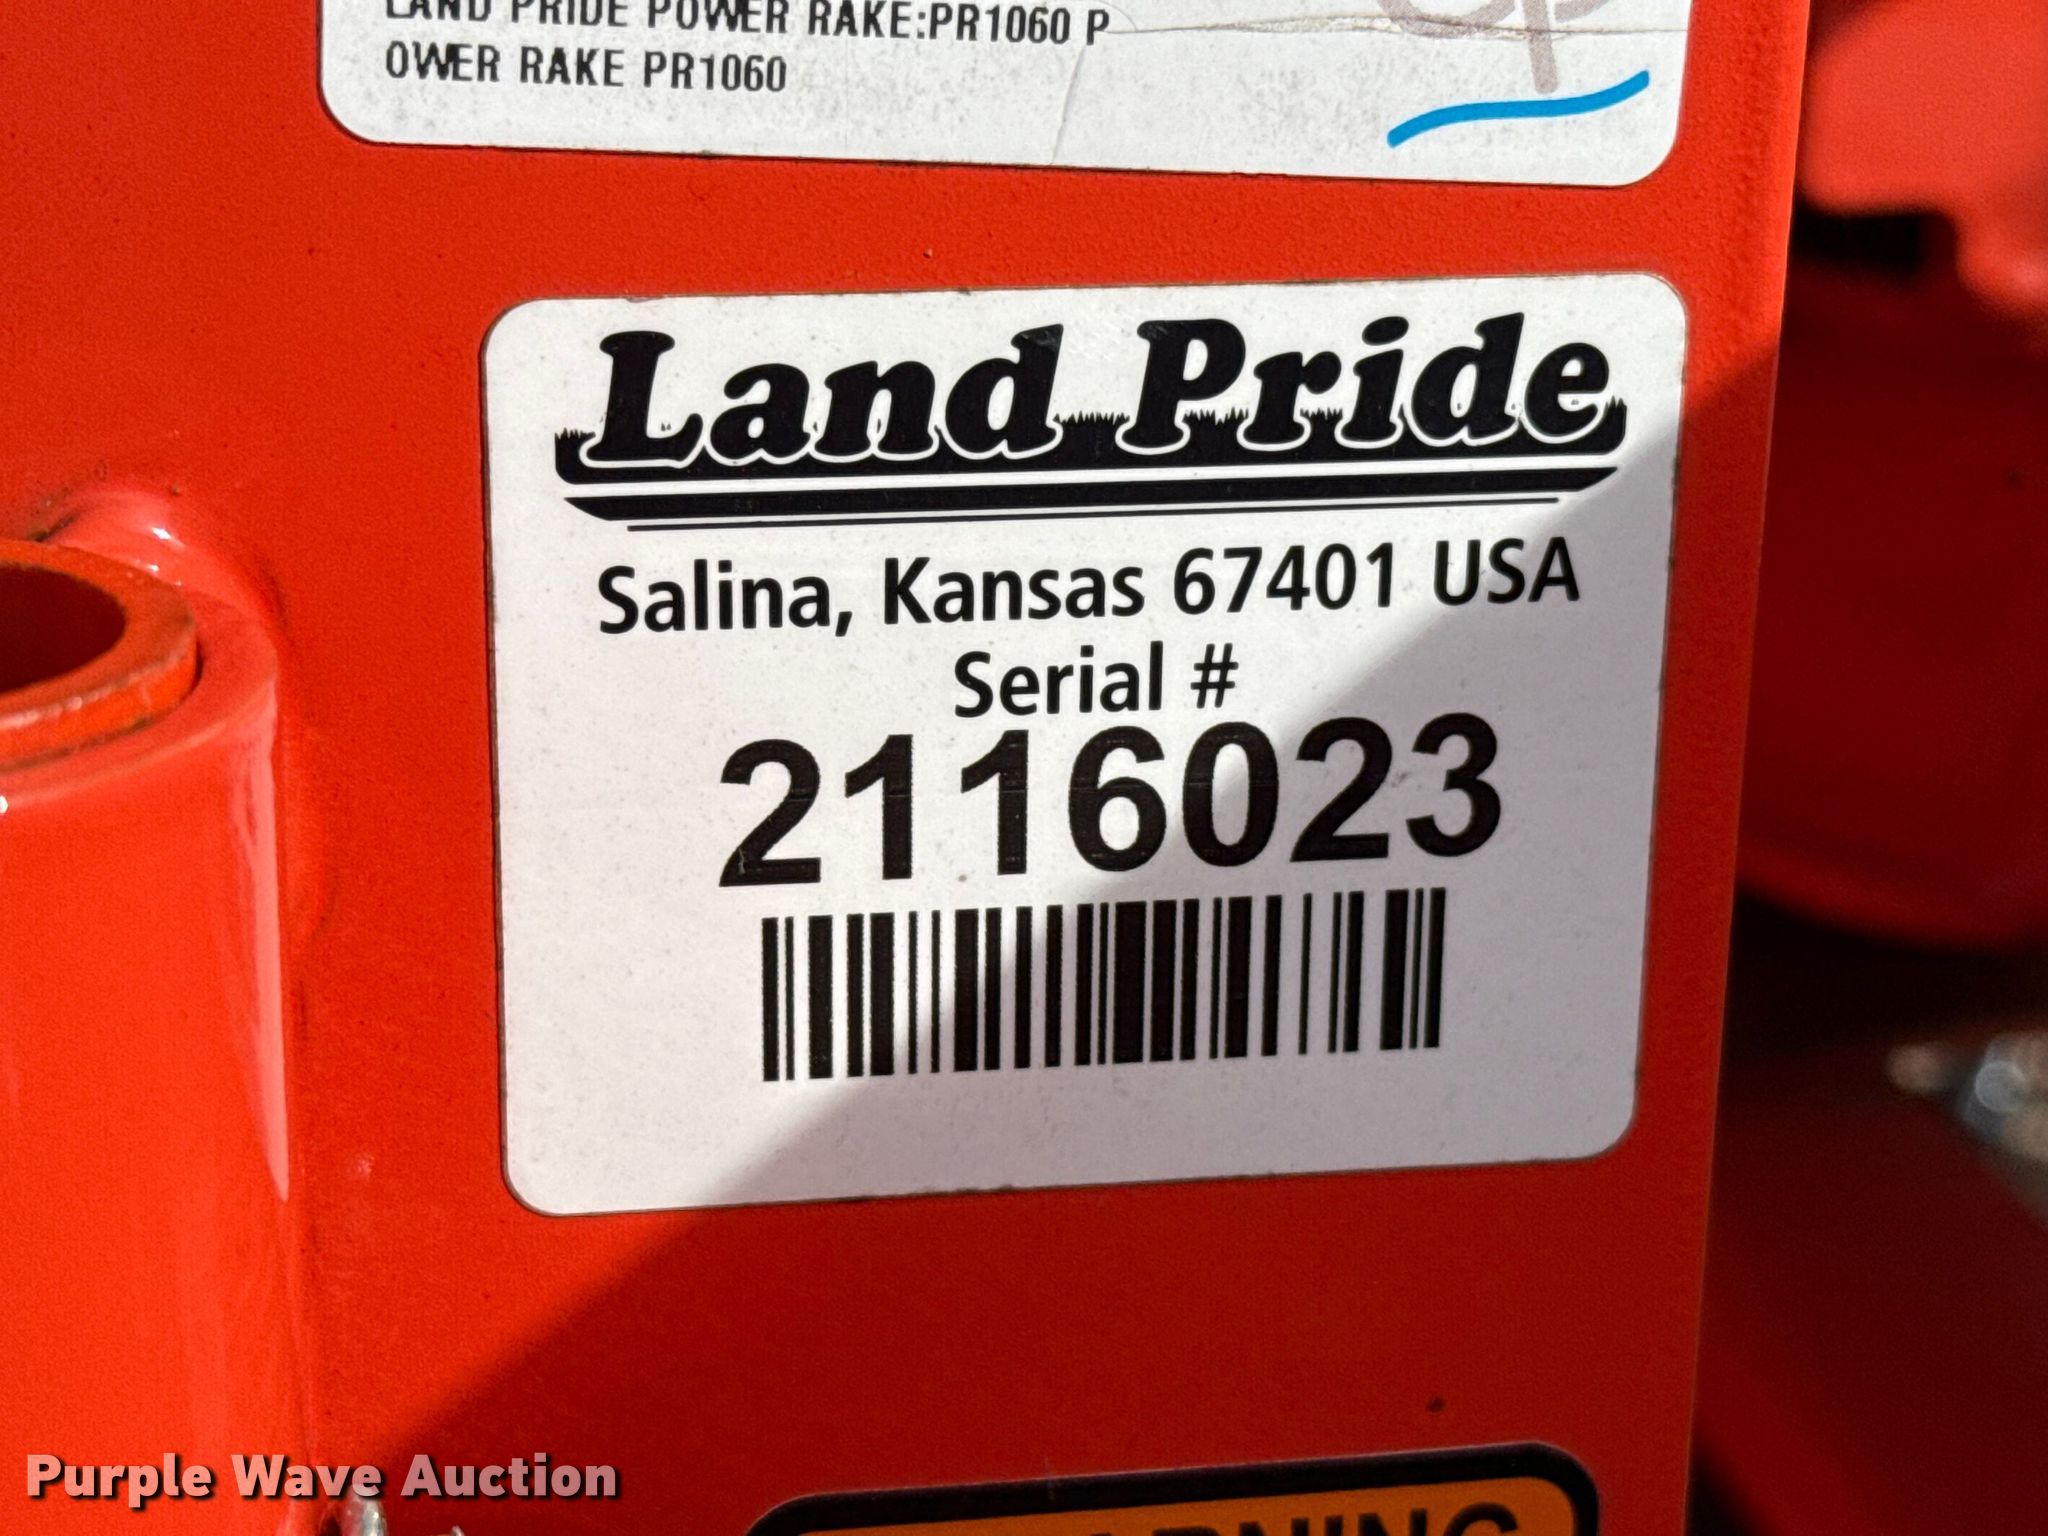 LAND PRIDE POWER RAKE:PR1060 P
OWER RAKE PR1060
Land Pride
Salina, Kansas 67401 USA
Serial #
2116023
WARNING
Purple Wave Auction